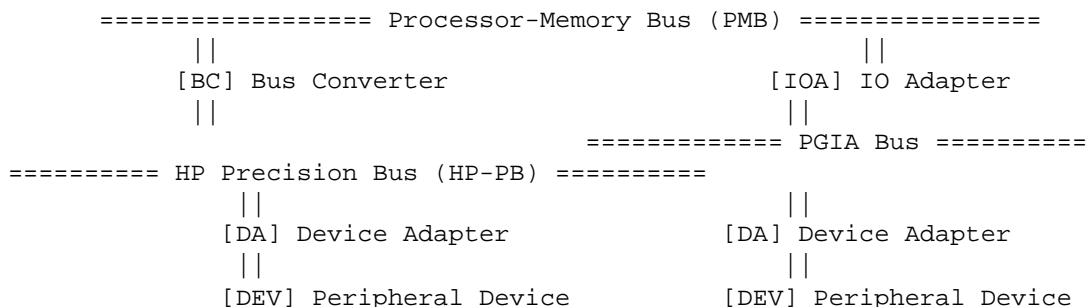 ================== Processor-Memory Bus (PMB) ================
|| ||
[BC] Bus Converter [IOA] IO Adapter
|| ||
============= PGIA Bus ==========
========== HP Precision Bus (HP-PB) ==========
|| ||
[DA] Device Adapter [DA] Device Adapter
|| ||
[DEV] Peripheral Device [DEV] Peripheral Device